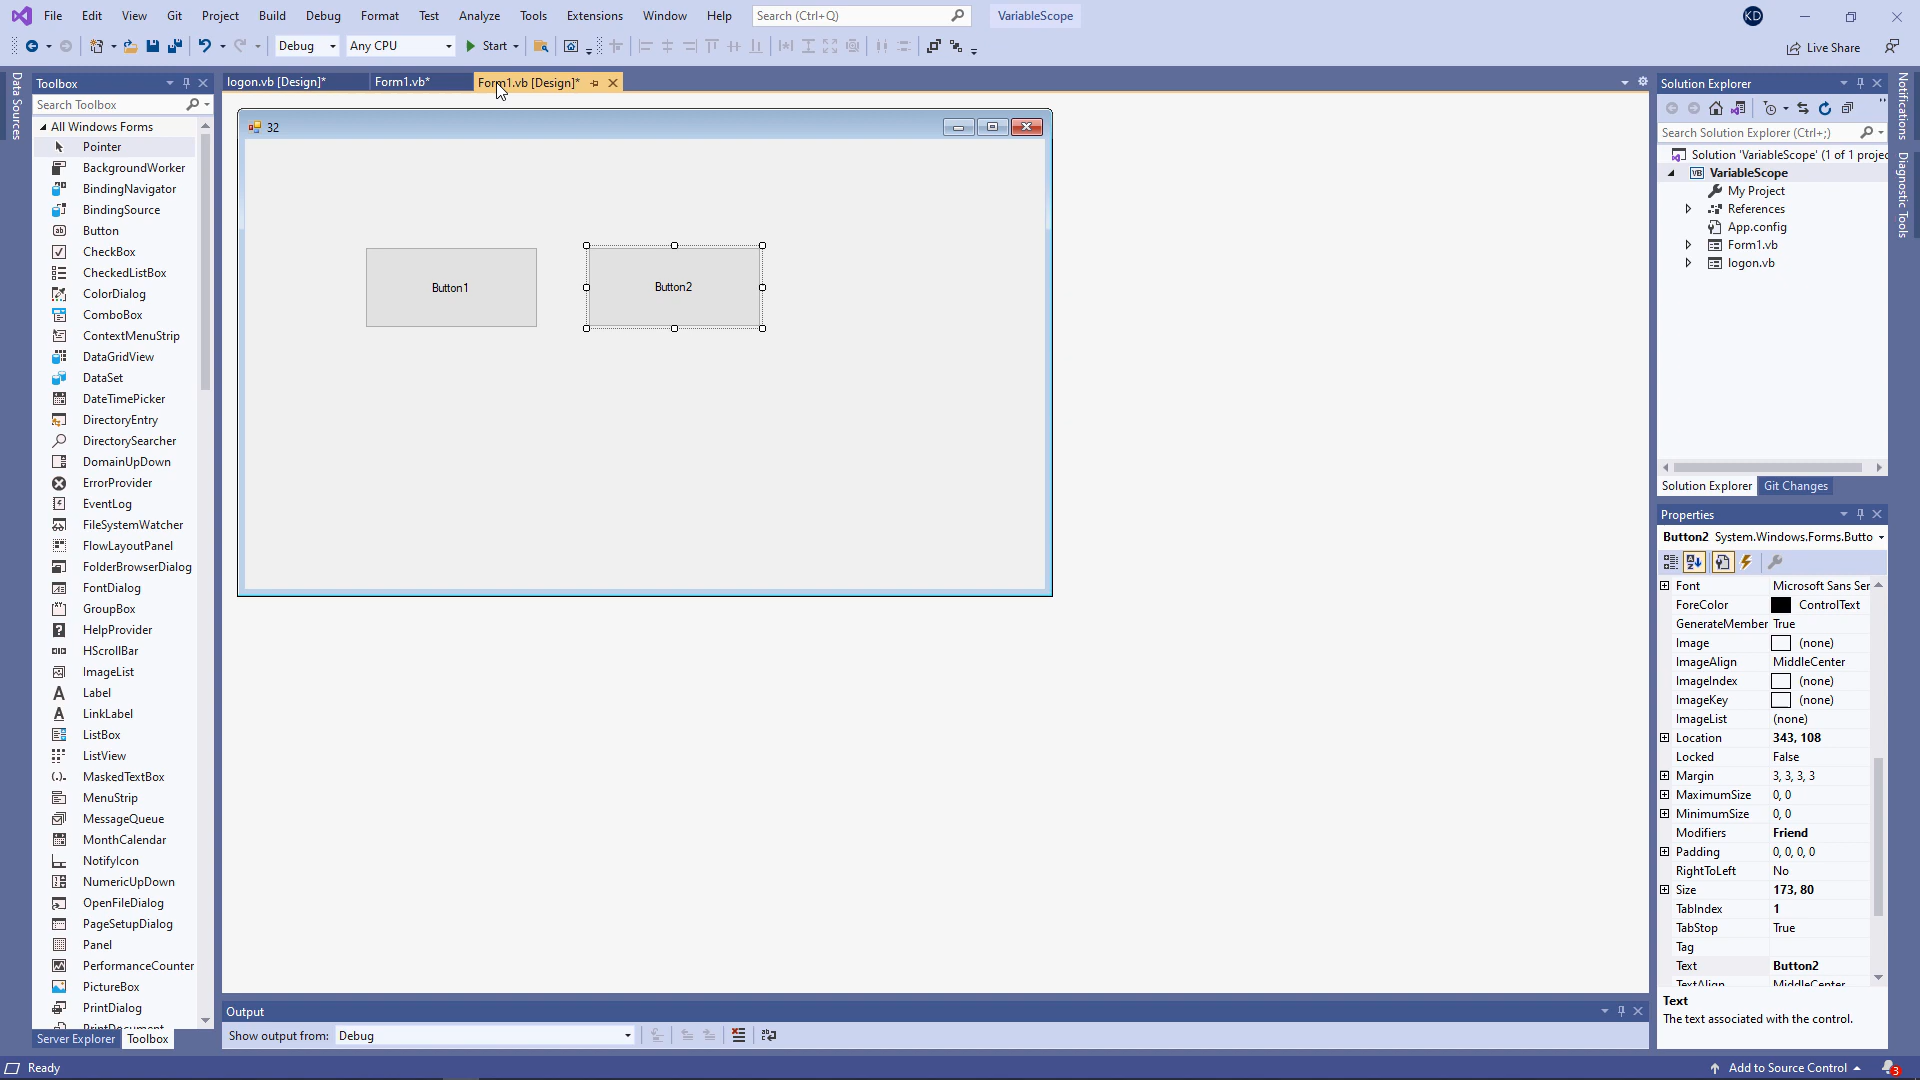 File Edit View Git Project Build Debug Format Test Analyze Tools Extensions Window Help Search (Ctrl+Q) VariableScope KD
Debug Any CPU Start Live Share
Data Sources
Toolbox
Search Toolbox
All Windows Forms
Pointer
BackgroundWorker
BindingNavigator
BindingSource
Button
CheckBox
CheckedListBox
ColorDialog
ComboBox
ContextMenuStrip
DataGridView
DataSet
DateTimePicker
DirectoryEntry
DirectorySearcher
DomainUpDown
ErrorProvider
EventLog
FileSystemWatcher
FlowLayoutPanel
FolderBrowserDialog
FontDialog
GroupBox
HelpProvider
HScrollBar
ImageList
Label
LinkLabel
ListBox
ListView
MaskedTextBox
MenuStrip
MessageQueue
MonthCalendar
NotifyIcon
NumericUpDown
OpenFileDialog
PageSetupDialog
Panel
PerformanceCounter
PictureBox
PrintDialog
Server Explorer Toolbox
logon.vb [Design]* Form1.vb* Form1.vb [Design]*
32
Button1 Button2
Output
Show output from: Debug
Solution Explorer
Search Solution Explorer (Ctrl+;)
Solution 'VariableScope' (1 of 1 projec
VB VariableScope
My Project
References
App.config
Form1.vb
logon.vb
Solution Explorer Git Changes
Properties
Button2 System.Windows.Forms.Butto
Font Microsoft Sans Ser
ForeColor ControlText
GenerateMember True
Image (none)
ImageAlign MiddleCenter
ImageIndex (none)
ImageKey (none)
ImageList (none)
Location 343, 108
Locked False
Margin 3, 3, 3, 3
MaximumSize 0, 0
MinimumSize 0, 0
Modifiers Friend
Padding 0, 0, 0, 0
RightToLeft No
Size 173, 80
TabIndex 1
TabStop True
Tag
Text Button2
TextAlign MiddleCenter
Text
The text associated with the control.
Notifications
Diagnostic Tools
Ready Add to Source Control 3